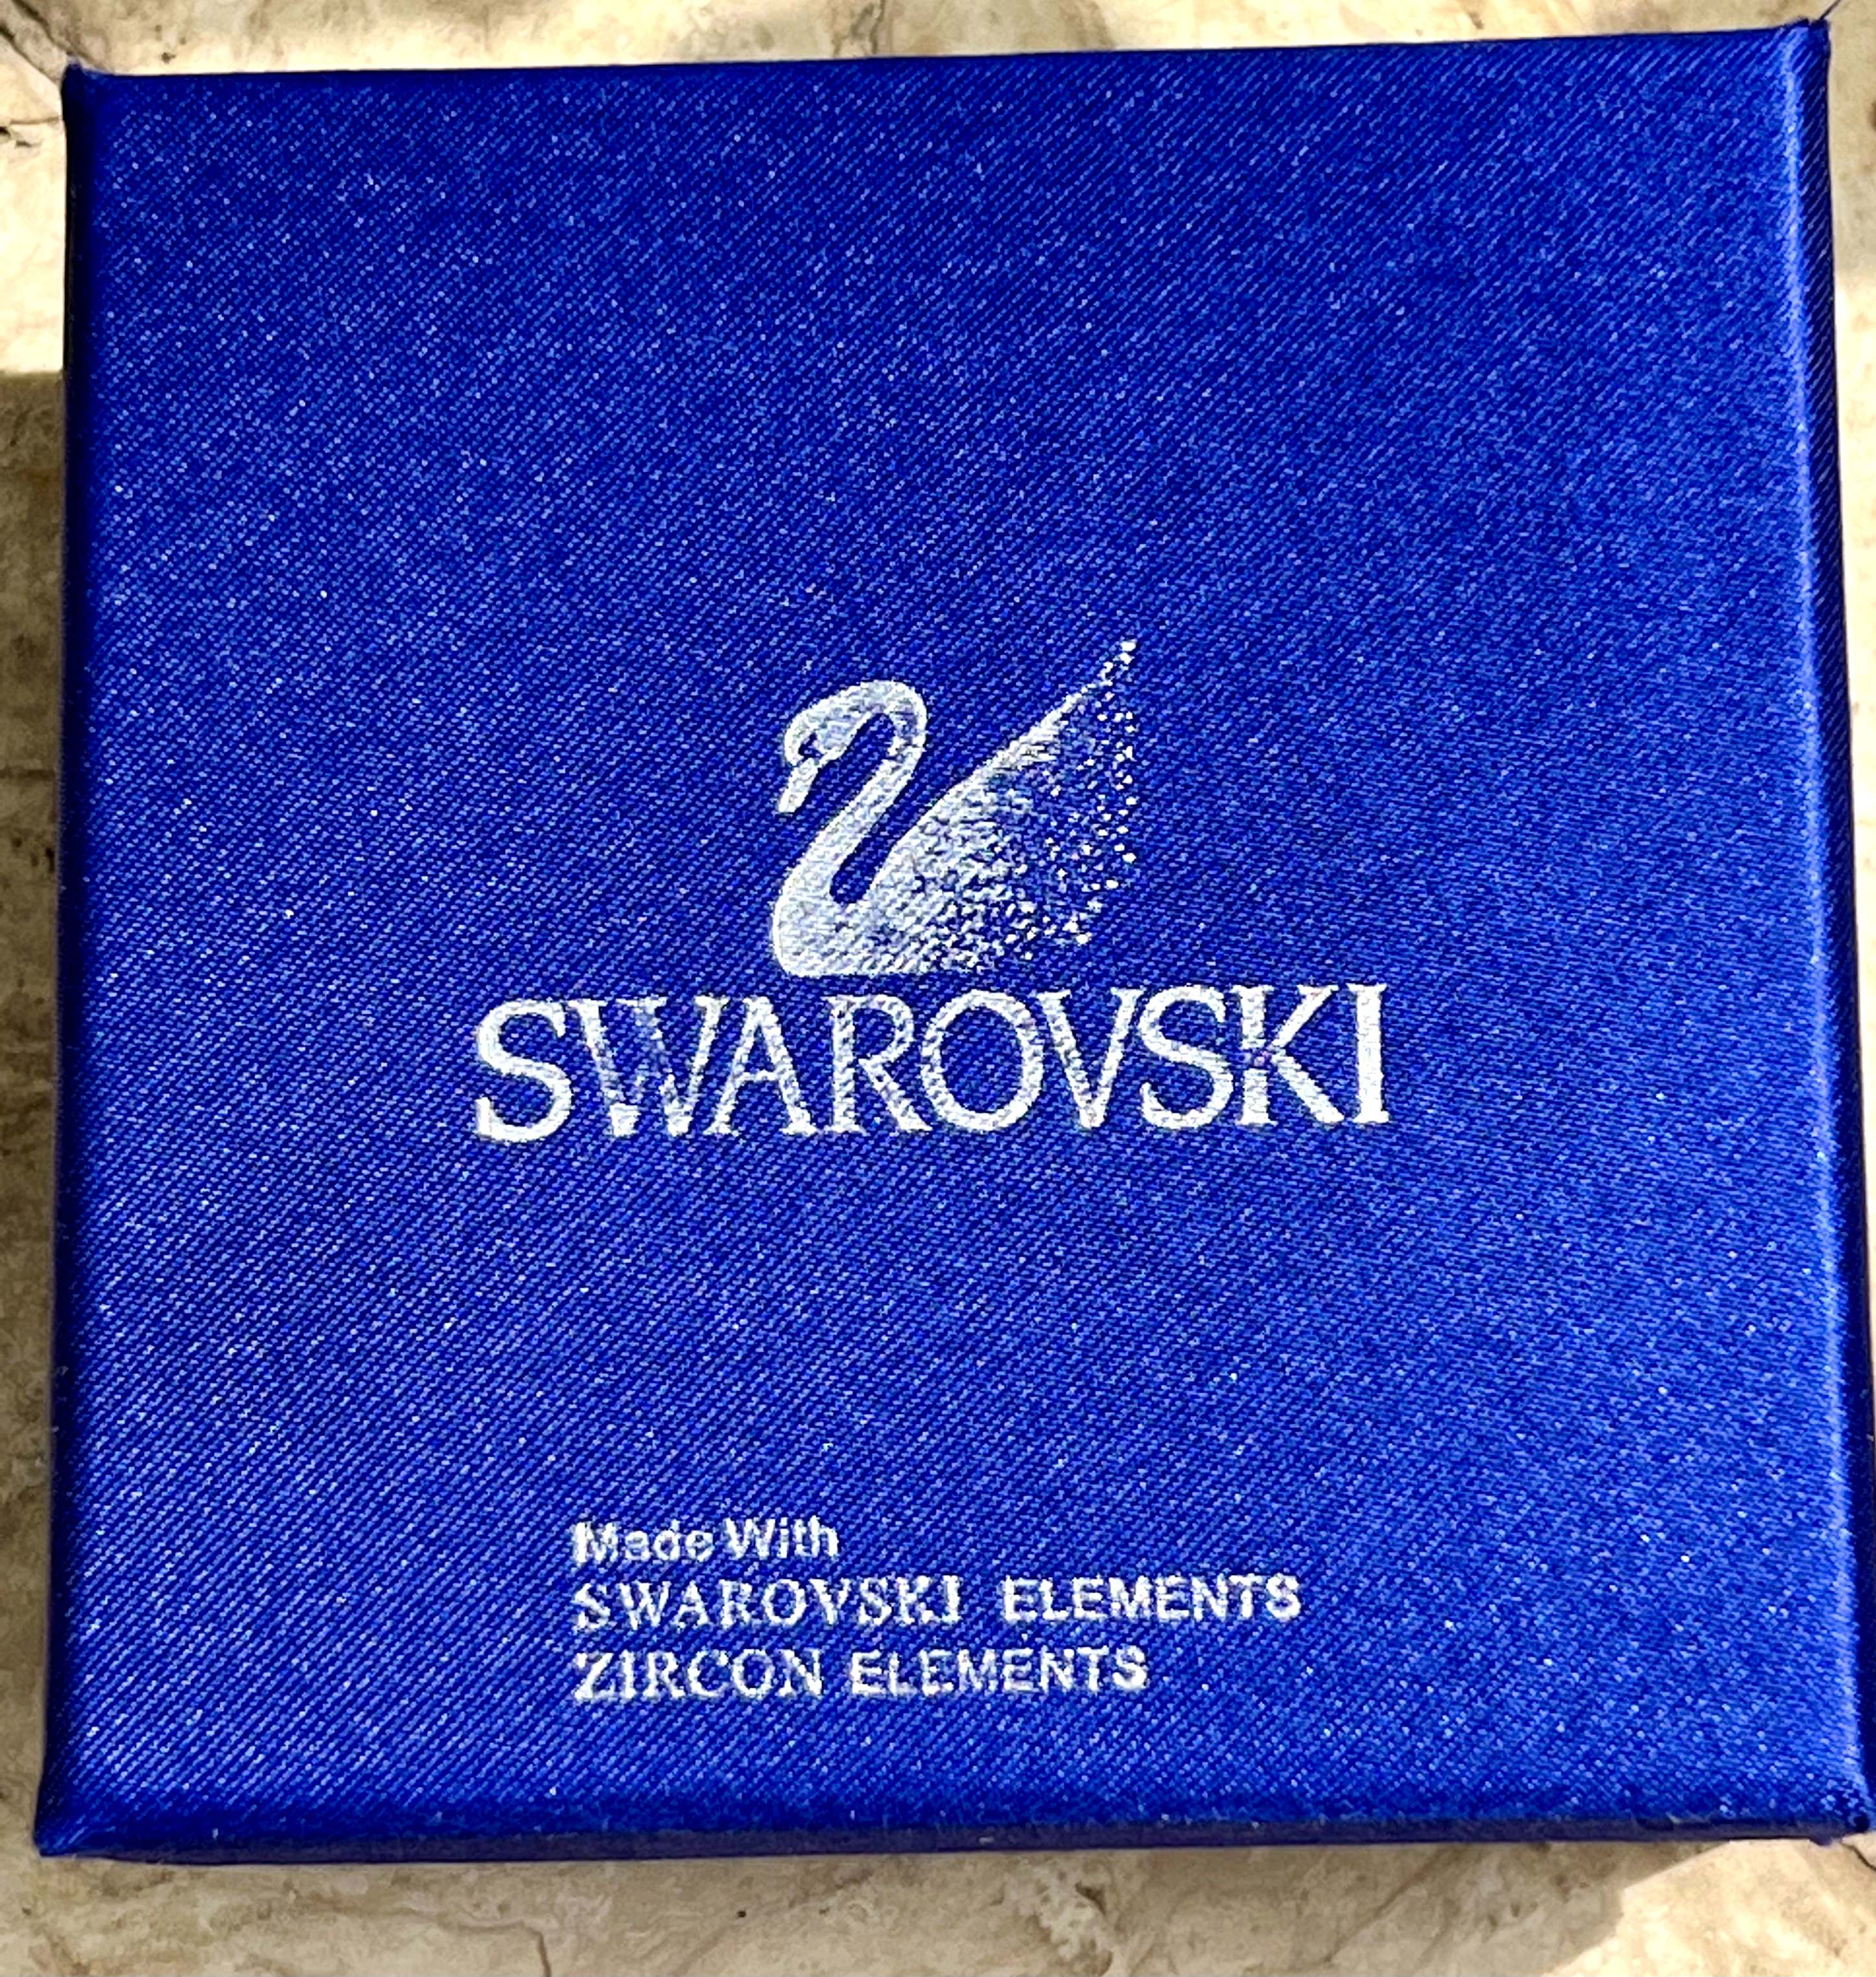 SWAROVSKI
Made With
SWAROVSKI ELEMENTS
ZIRCON ELEMENTS